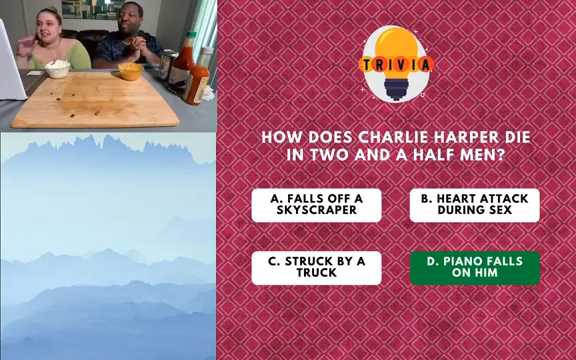 TRIVIA
HOW DOES CHARLIE HARPER DIE
IN TWO AND A HALF MEN?
A. FALLS OFF A
SKYSCRAPER
B. HEART ATTACK
DURING SEX
C. STRUCK BY A
TRUCK
D. PIANO FALLS
ON HIM